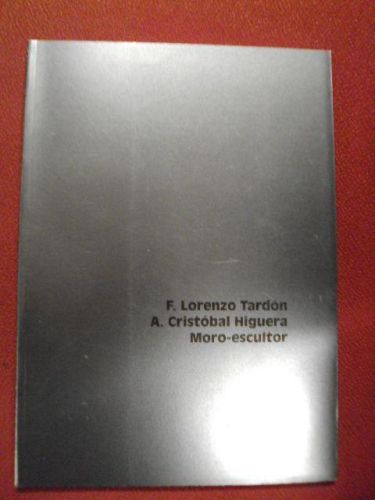 F. Lorenzo Tardón
A. Cristóbal Higuera
Moro-escultor